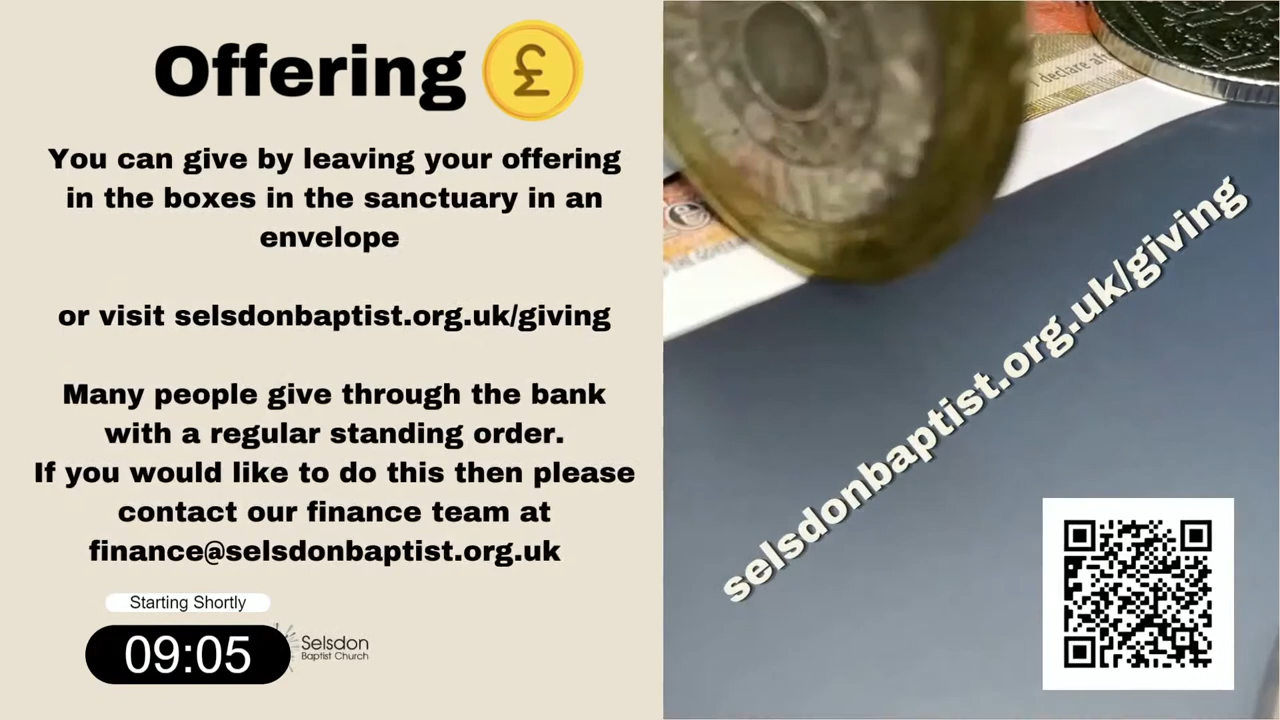 Offering £
You can give by leaving your offering
in the boxes in the sanctuary in an
envelope
or visit selsdonbaptist.org.uk/giving
Many people give through the bank
with a regular standing order.
If you would like to do this then please
contact our finance team at
finance@selsdonbaptist.org.uk
Starting Shortly
09:05
Selsdon
Baptist Church
declare
selsdonbaptist.org.uk/giving